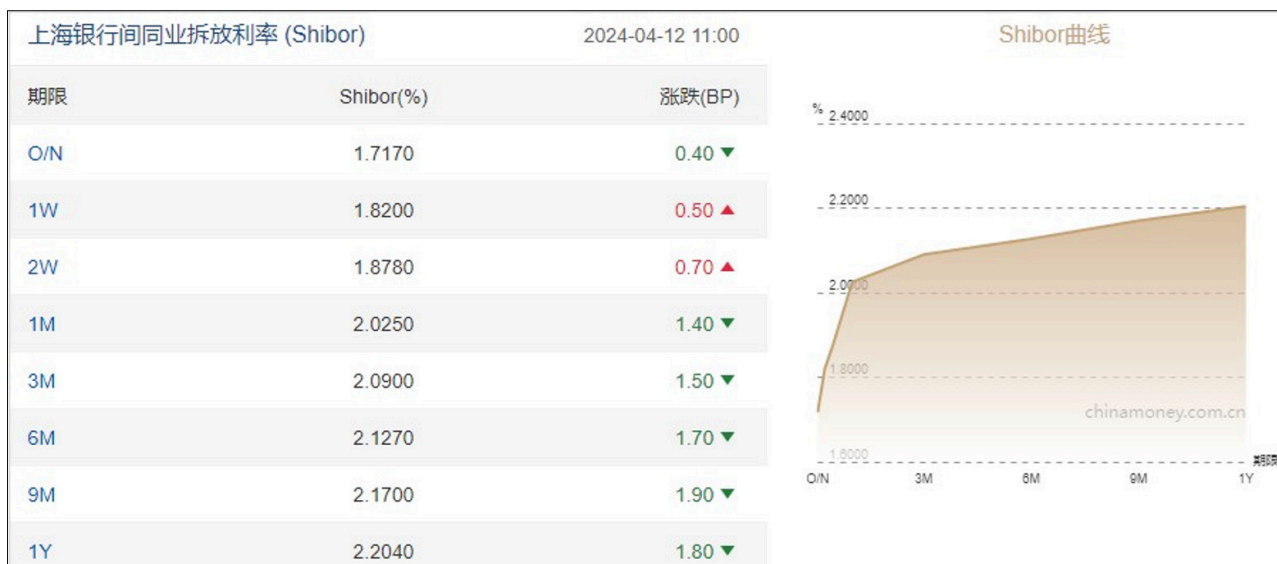 上海银行间同业拆放利率 (Shibor) 2024-04-12 11:00
期限 Shibor(%) 涨跌(BP)
O/N 1.7170 0.40 ▼
1W 1.8200 0.50 ▲
2W 1.8780 0.70 ▲
1M 2.0250 1.40 ▼
3M 2.0900 1.50 ▼
6M 2.1270 1.70 ▼
9M 2.1700 1.90 ▼
1Y 2.2040 1.80 ▼
Shibor曲线
%
2.4000
2.2000
2.0000
1.8000
chinamoney.com.cn
1.6000
期限
O/N 3M 6M 9M 1Y